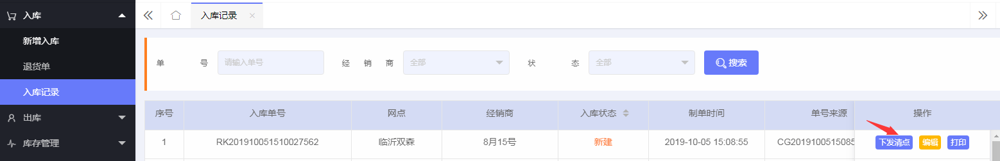 入库
新增入库
退货单
入库记录
出库
库存管理
入库记录
单 号 请输入单号 经 销 商 全部 状 态 全部 搜索
序号 入库单号 网点 经销商 入库状态 制单时间 单号来源 操作
1 RK201910051510027562 临沂双森 8月15号 新建 2019-10-05 15:08:55 CG2019100515085 下发清点 编辑 打印